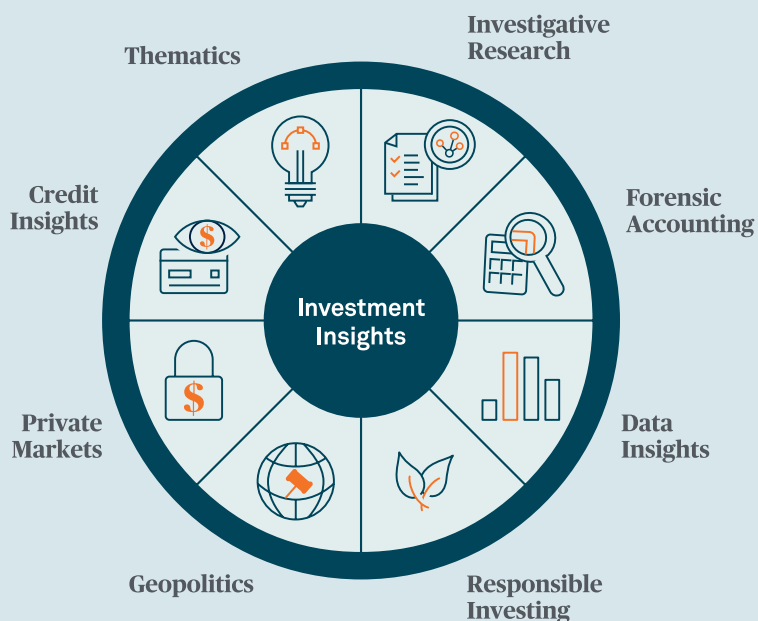 Thematics
Investigative
Research
Credit
Insights
Forensic
Accounting
$
Investment
Insights
$
Private
Markets
Data
Insights
Geopolitics
Responsible
Investing